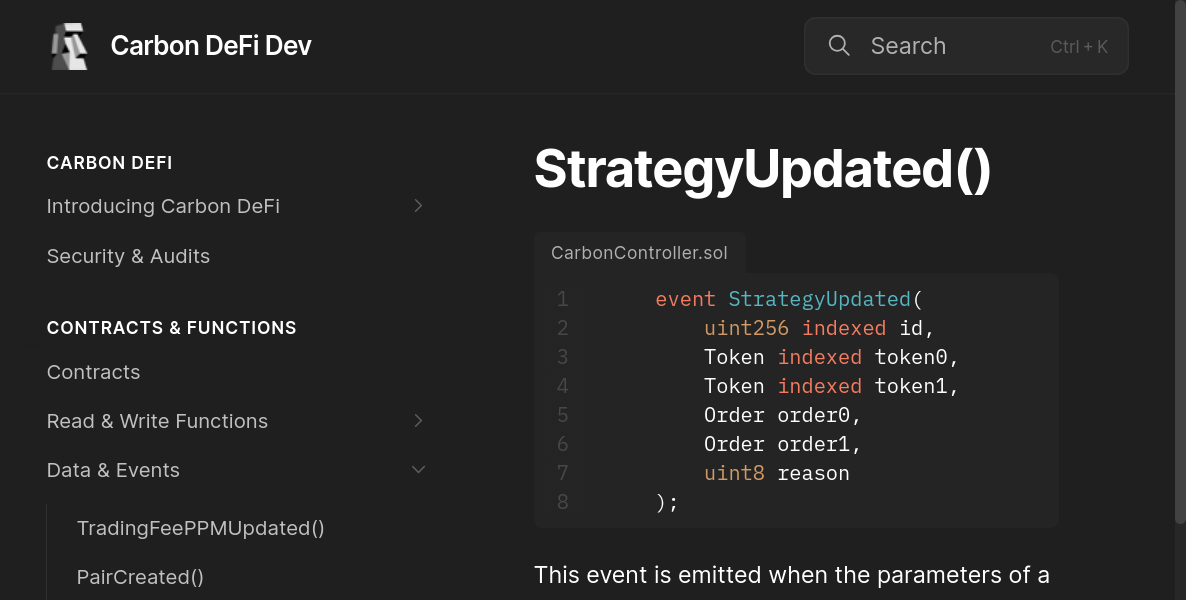 Carbon DeFi Dev
Search Ctrl + K
CARBON DEFI
Introducing Carbon DeFi
Security & Audits
CONTRACTS & FUNCTIONS
Contracts
Read & Write Functions
Data & Events
TradingFeePPMUpdated()
PairCreated()
StrategyUpdated()
CarbonController.sol
1 event StrategyUpdated(
2 uint256 indexed id,
3 Token indexed token0,
4 Token indexed token1,
5 Order order0,
6 Order order1,
7 uint8 reason
8 );
This event is emitted when the parameters of a